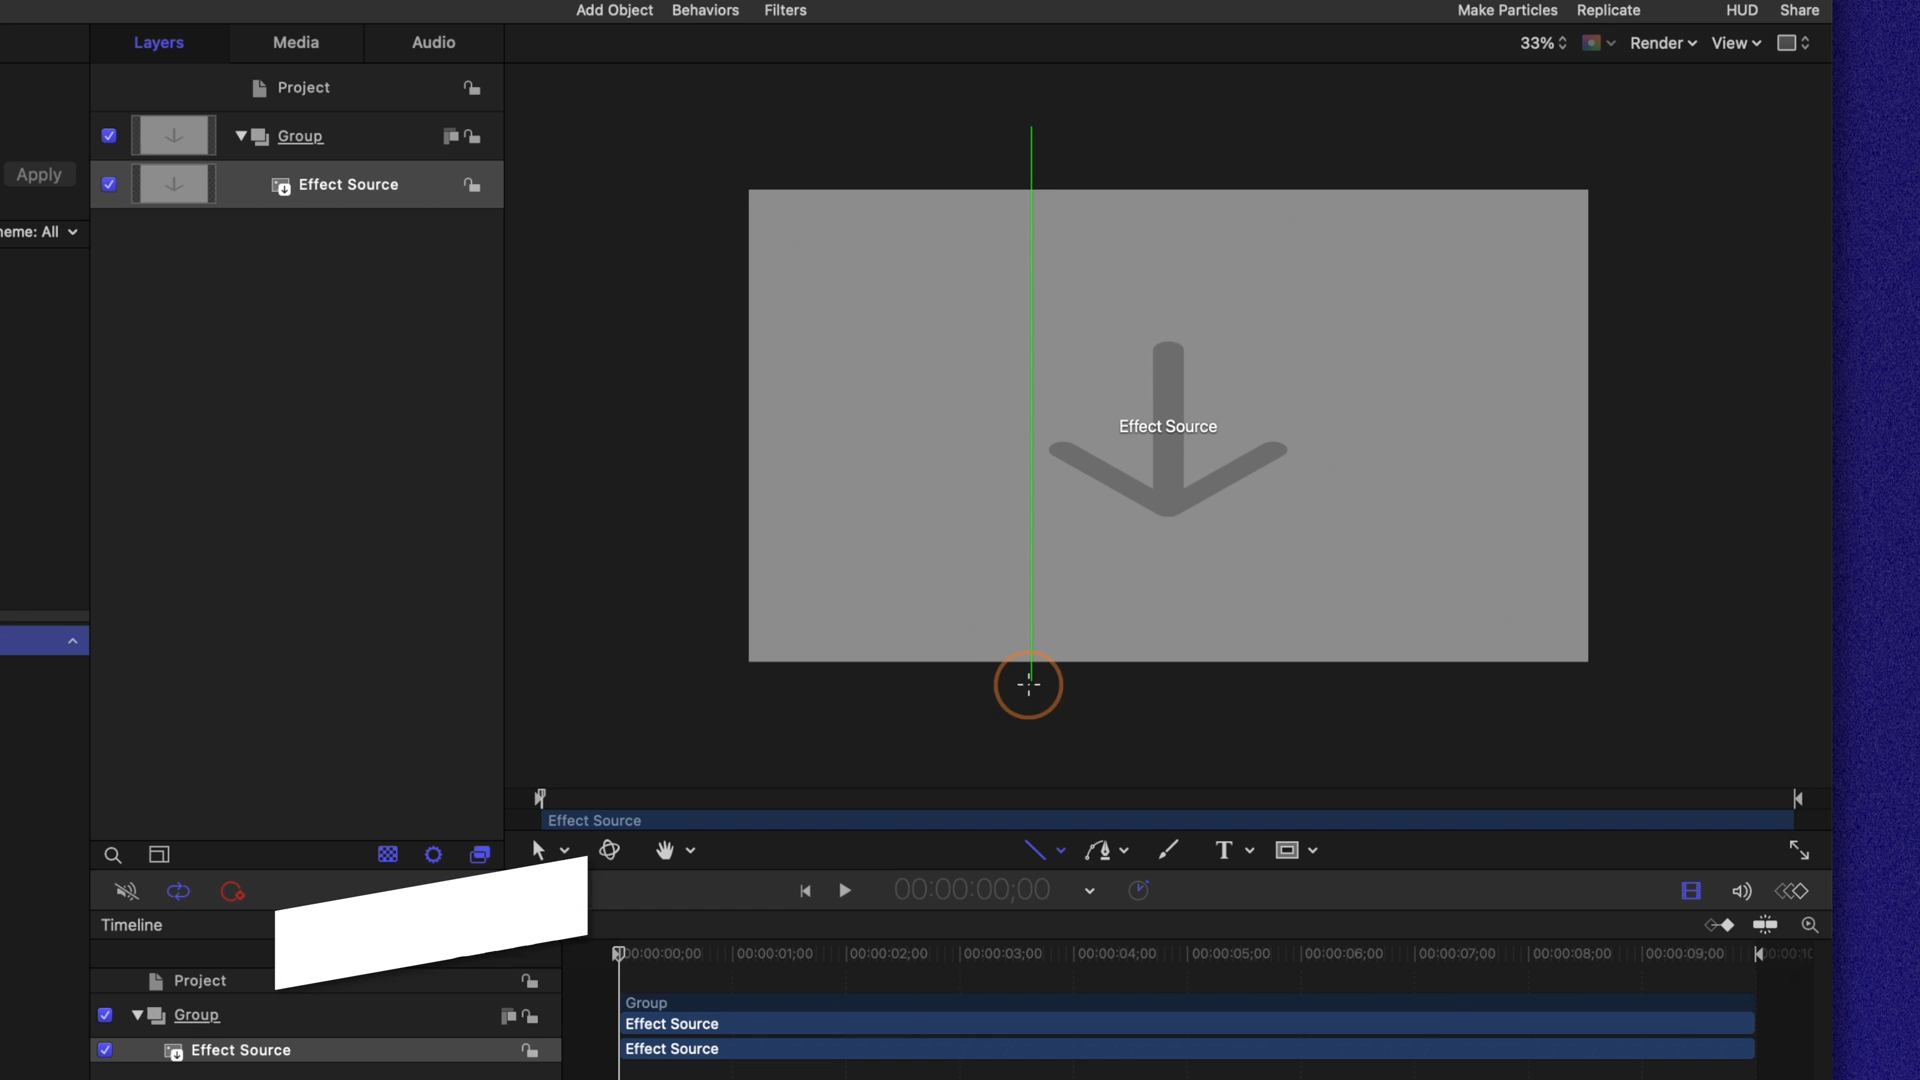 Add Object Behaviors Filters Make Particles Replicate HUD Share
Layers Media Audio 33% Render View
Project
Group
Apply
Effect Source
heme: All
Effect Source
Effect Source
T
00:00:00;00
Timeline
00:00:00;00 00:00:01;00 00:00:02;00 00:00:03;00 00:00:04;00 00:00:05;00 00:00:06;00 00:00:07;00 00:00:08;00 00:00:09;00 00:00:10
Project
Group
Group
Effect Source
Effect Source
Effect Source